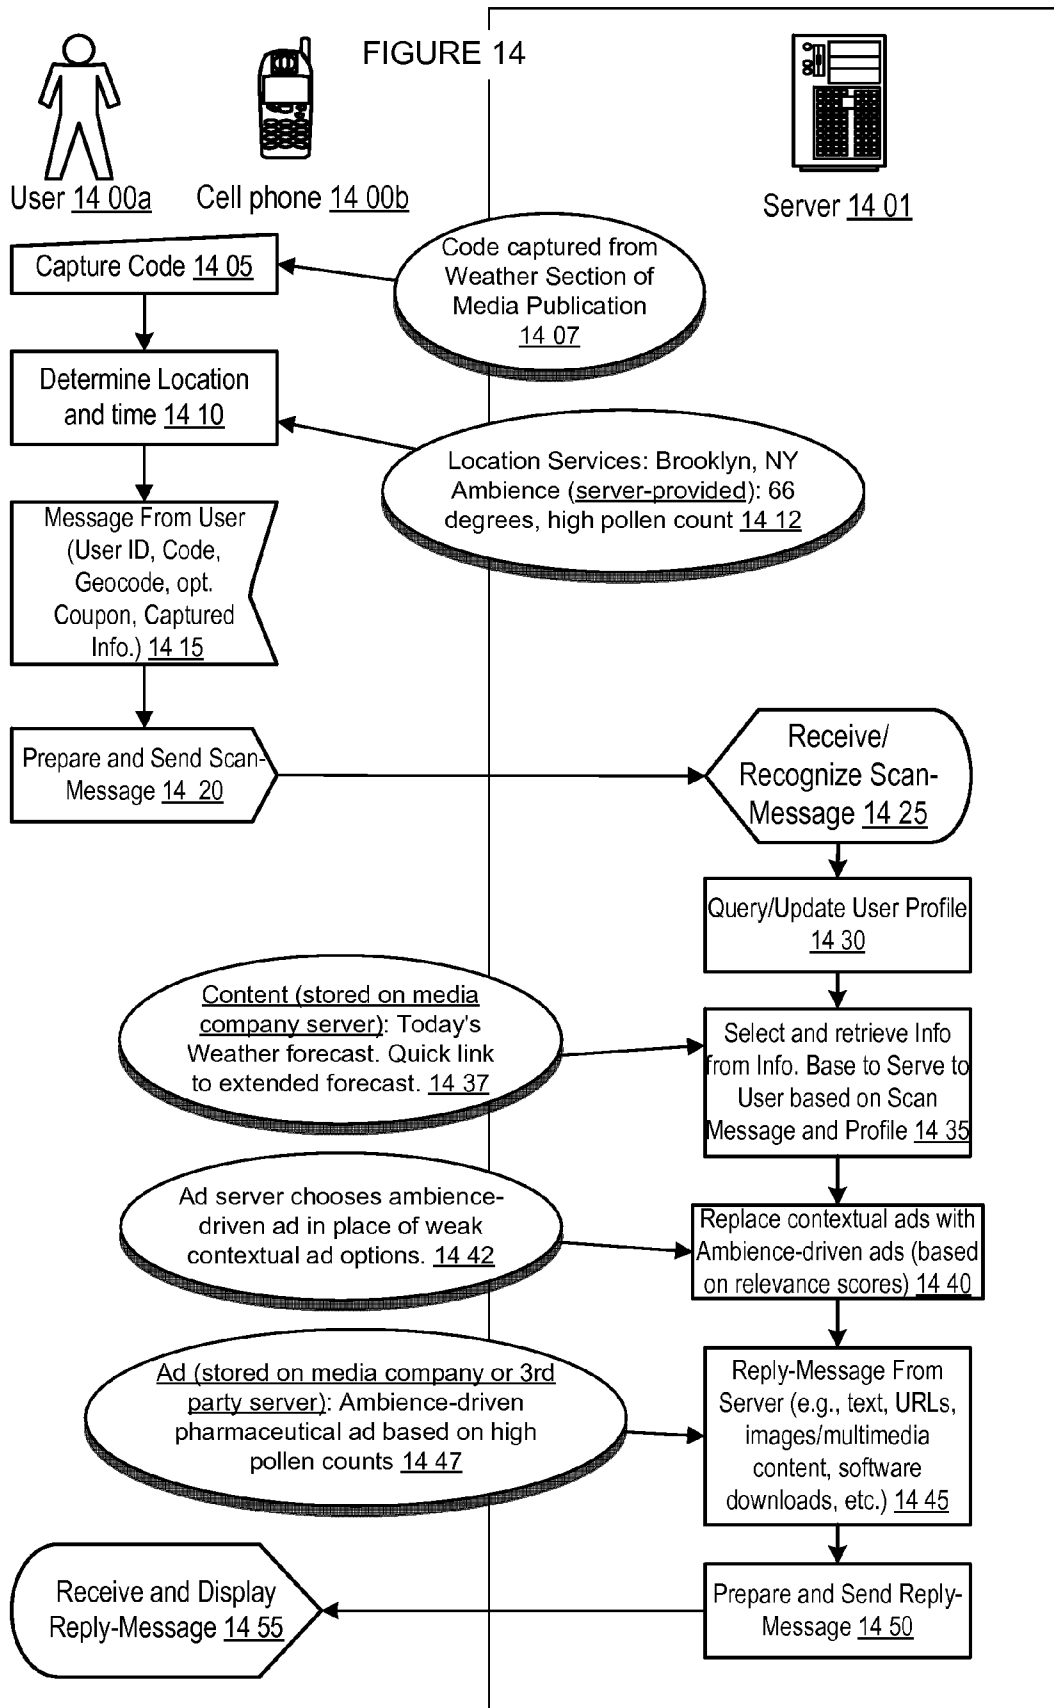 FIGURE 14
User 14 00a
Cell phone 14 00b
Server 14 01
Capture Code 14 05
Code captured from
Weather Section of
Media Publication
14 07
Determine Location
and time 14 10
Location Services: Brooklyn, NY
Ambience (server-provided): 66
degrees, high pollen count 14 12
Message From User
(User ID, Code,
Geocode, opt.
Coupon, Captured
Info.) 14 15
Prepare and Send Scan-
Message 14 20
Receive/
Recognize Scan-
Message 14 25
Query/Update User Profile
14 30
Content (stored on media
company server): Today's
Weather forecast. Quick link
to extended forecast. 14 37
Select and retrieve Info
from Info. Base to Serve to
User based on Scan
Message and Profile 14 35
Ad server chooses ambience-
driven ad in place of weak
contextual ad options. 14 42
Replace contextual ads with
Ambience-driven ads (based
on relevance scores) 14 40
Ad (stored on media company or 3rd
party server): Ambience-driven
pharmaceutical ad based on high
pollen counts 14 47
Reply-Message From
Server (e.g., text, URLs,
images/multimedia
content, software
downloads, etc.) 14 45
Prepare and Send Reply-
Message 14 50
Receive and Display
Reply-Message 14 55